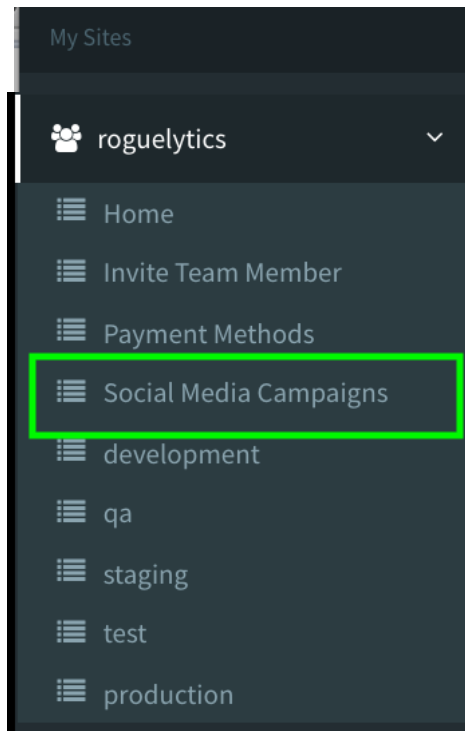 My Sites
roguelytics
Home
Invite Team Member
Payment Methods
Social Media Campaigns
development
qa
staging
test
production